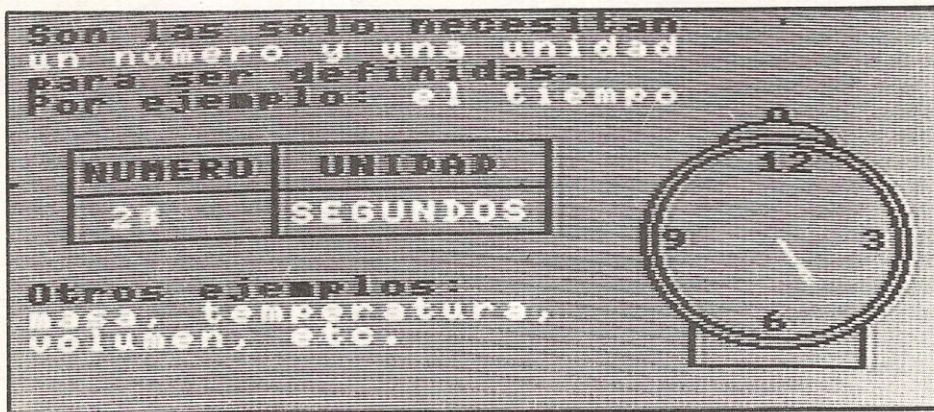 Son las sólo necesitan
un número y una unidad
para ser definidas.
Por ejemplo: el tiempo
NUMERO UNIDAD
24 SEGUNDOS
Otros ejemplos:
masa, temperatura,
volumen, etc.
12
9 3
6